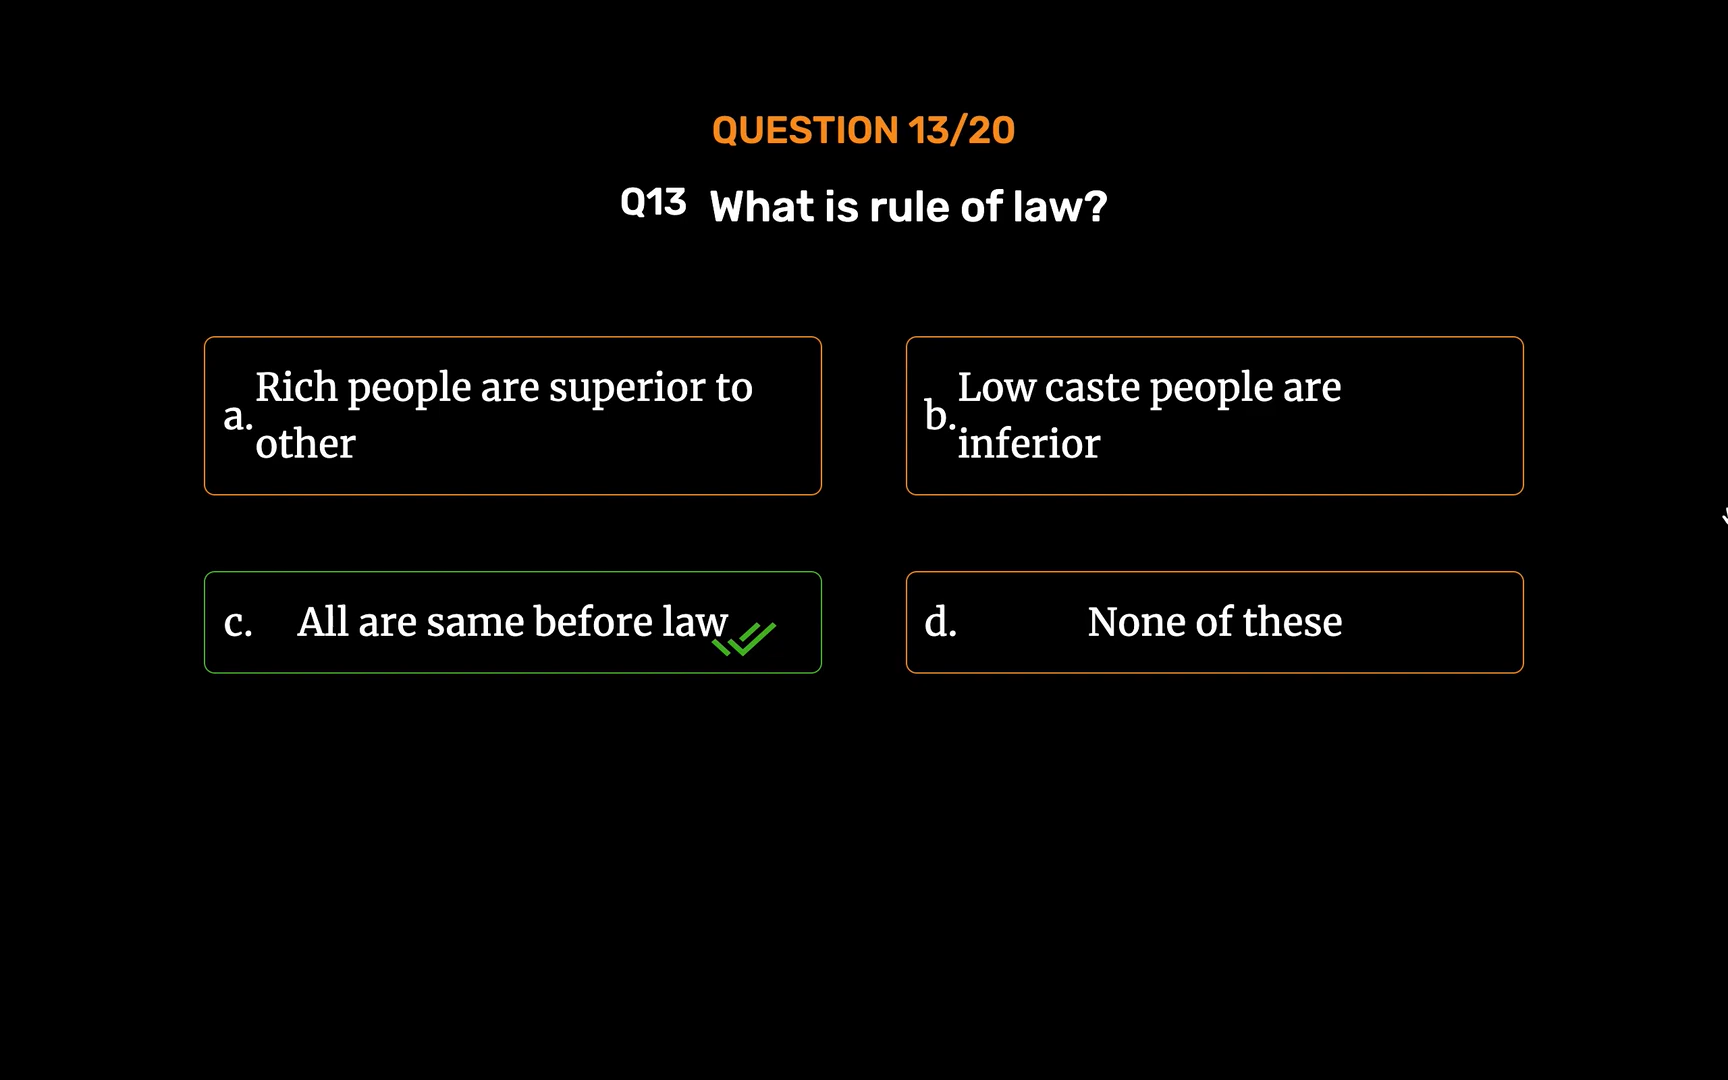 QUESTION 13/20
Q13 What is rule of law?
a. Rich people are superior to
other
b. Low caste people are
inferior
c. All are same before law
d. None of these